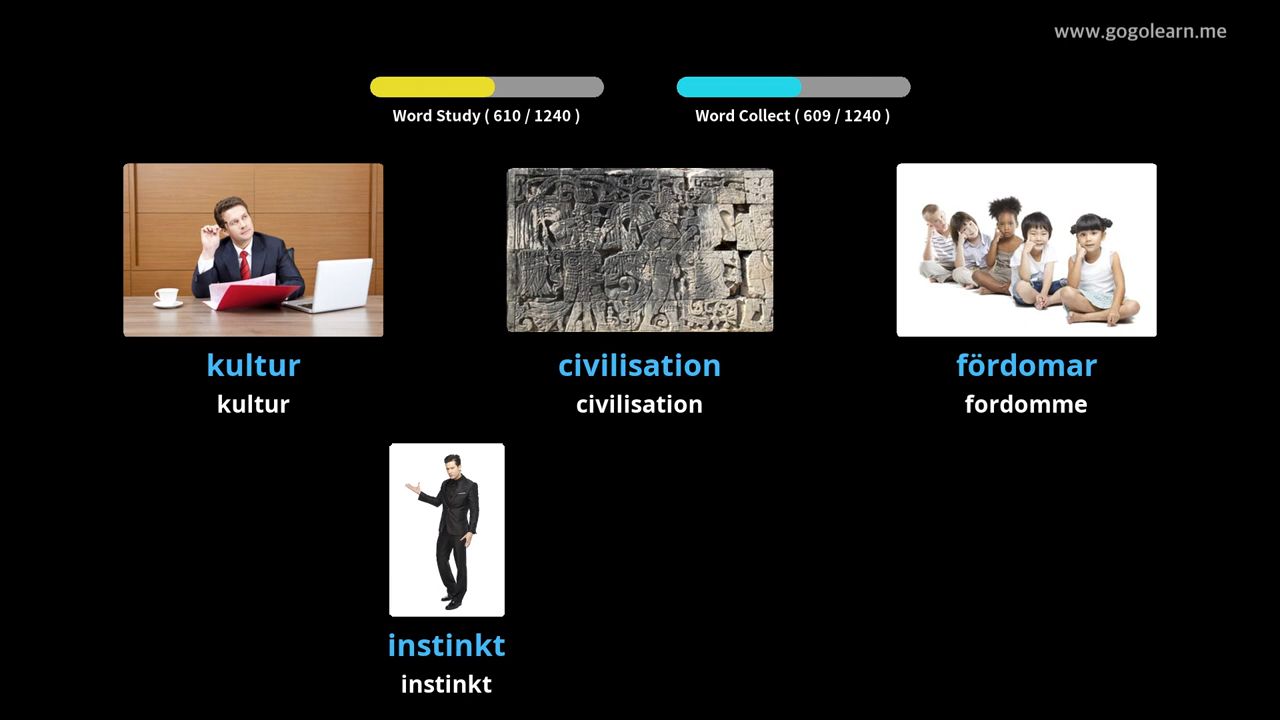 www.gogolearn.me
Word Study ( 610 / 1240 )
Word Collect ( 609 / 1240 )
kultur
kultur
civilisation
civilisation
fördomar
fordomme
instinkt
instinkt